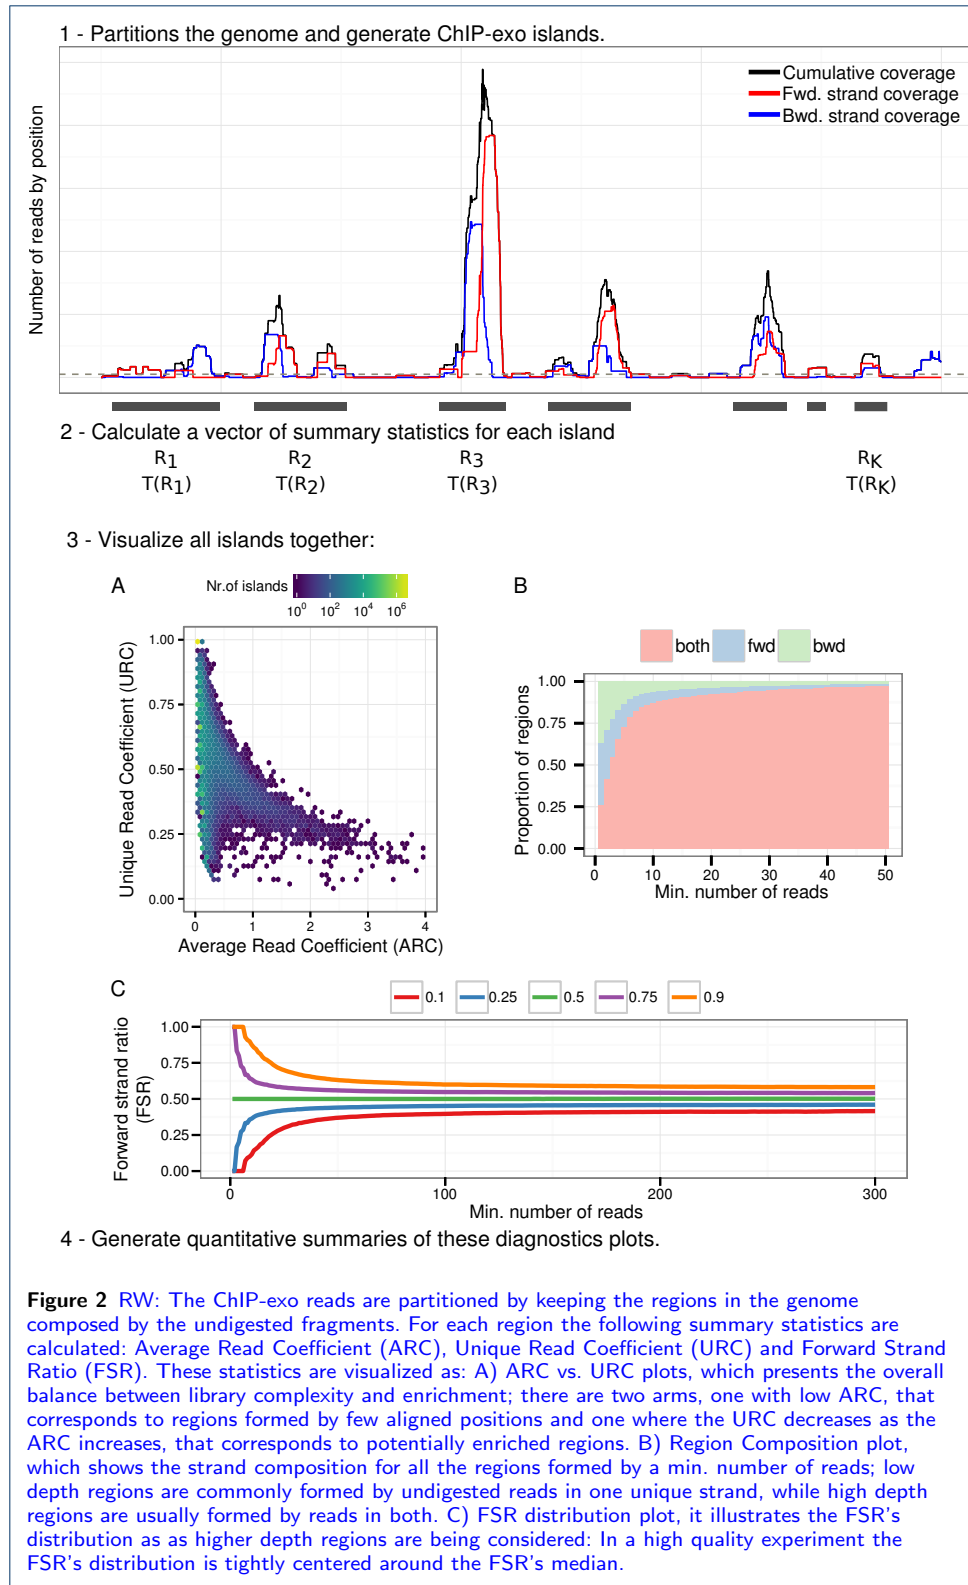 1 - Partitions the genome and generate ChIP-exo islands.
Number of reads by position
Cumulative coverage
Fwd. strand coverage
Bwd. strand coverage
2 - Calculate a vector of summary statistics for each island
R1 R2 R3 RK
T(R1) T(R2) T(R3) T(RK)
3 - Visualize all islands together:
A
Nr.of islands
10^0 10^2 10^4 10^6
Unique Read Coefficient (URC)
1.00
0.75
0.50
0.25
0.00
0 1 2 3 4
Average Read Coefficient (ARC)
B
both fwd bwd
Proportion of regions
1.00
0.75
0.50
0.25
0.00
0 10 20 30 40 50
Min. number of reads
C
0.1 0.25 0.5 0.75 0.9
Forward strand ratio
(FSR)
1.00
0.75
0.50
0.25
0.00
0 100 200 300
Min. number of reads
4 - Generate quantitative summaries of these diagnostics plots.
Figure 2 RW: The ChIP-exo reads are partitioned by keeping the regions in the genome
composed by the undigested fragments. For each region the following summary statistics are
calculated: Average Read Coefficient (ARC), Unique Read Coefficient (URC) and Forward Strand
Ratio (FSR). These statistics are visualized as: A) ARC vs. URC plots, which presents the overall
balance between library complexity and enrichment; there are two arms, one with low ARC, that
corresponds to regions formed by few aligned positions and one where the URC decreases as the
ARC increases, that corresponds to potentially enriched regions. B) Region Composition plot,
which shows the strand composition for all the regions formed by a min. number of reads; low
depth regions are commonly formed by undigested reads in one unique strand, while high depth
regions are usually formed by reads in both. C) FSR distribution plot, it illustrates the FSR's
distribution as as higher depth regions are being considered: In a high quality experiment the
FSR's distribution is tightly centered around the FSR's median.